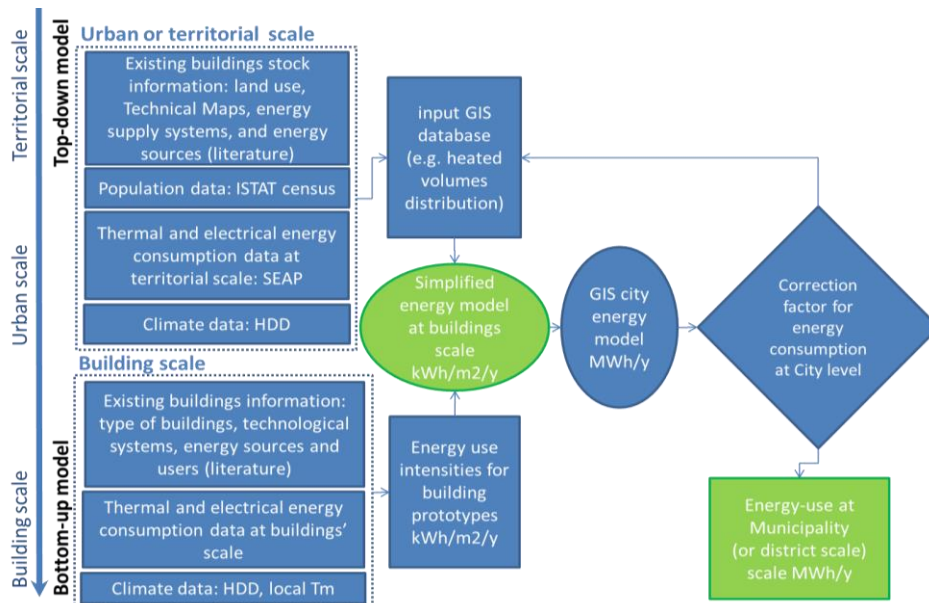 Territorial scale
Urban scale
Building scale
Top-down model
Bottom-up model
Urban or territorial scale
Existing buildings stock
information: land use,
Technical Maps, energy
supply systems, and energy
sources (literature)
Population data: ISTAT census
Thermal and electrical energy
consumption data at
territorial scale: SEAP
Climate data: HDD
Building scale
Existing buildings information:
type of buildings, technological
systems, energy sources and
users (literature)
Thermal and electrical energy
consumption data at buildings'
scale
Climate data: HDD, local Tm
input GIS
database
(e.g. heated
volumes
distribution)
Simplified
energy model
at buildings
scale
kWh/m2/y
Energy use
intensities for
building
prototypes
kWh/m2/y
GIS city
energy
model
MWh/y
Correction
factor for
energy
consumption
at City level
Energy-use at
Municipality
(or district scale)
scale MWh/y